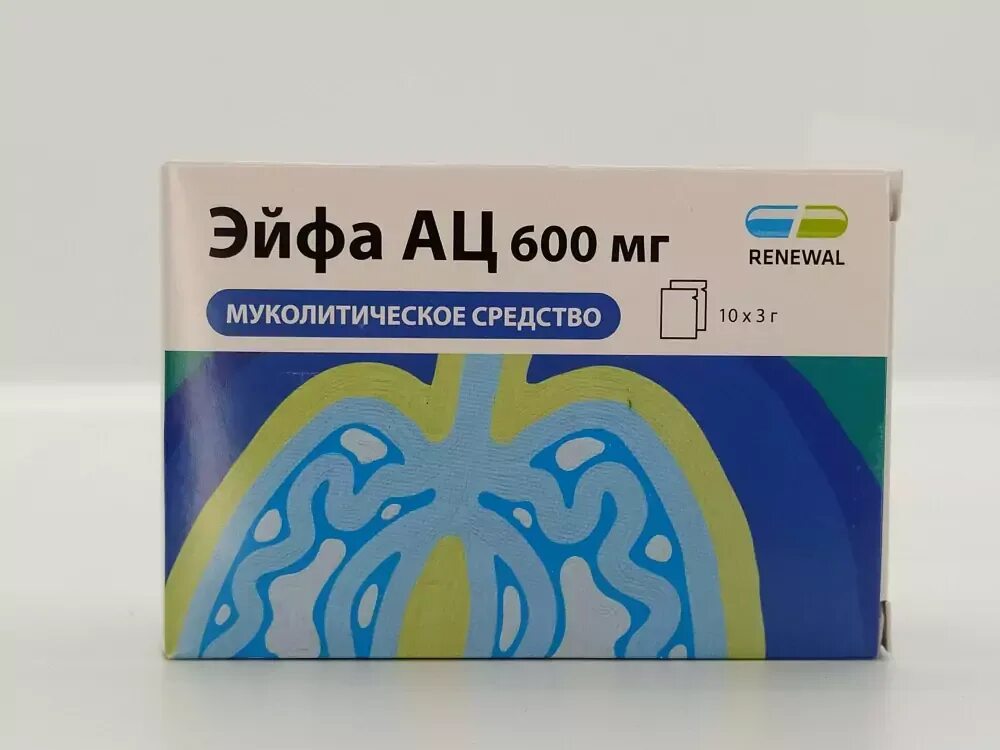 Эйфа АЦ 600 мг
RENEWAL
МУКОЛИТИЧЕСКОЕ СРЕДСТВО
10 x 3 г